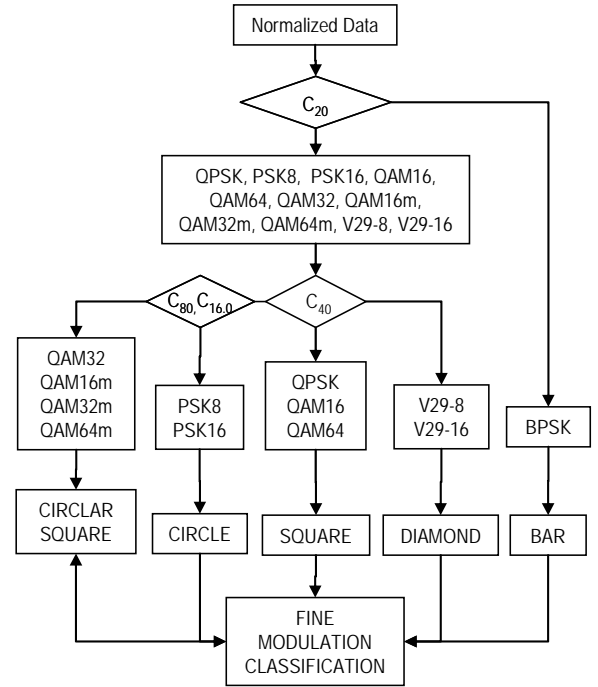 Normalized Data
C20
QPSK, PSK8, PSK16, QAM16,
QAM64, QAM32, QAM16m,
QAM32m, QAM64m, V29-8, V29-16
C80,C16.0
C40
QAM32
QAM16m
QAM32m
QAM64m
PSK8
PSK16
QPSK
QAM16
QAM64
V29-8
V29-16
BPSK
CIRCLAR
SQUARE
CIRCLE
SQUARE
DIAMOND
BAR
FINE
MODULATION
CLASSIFICATION